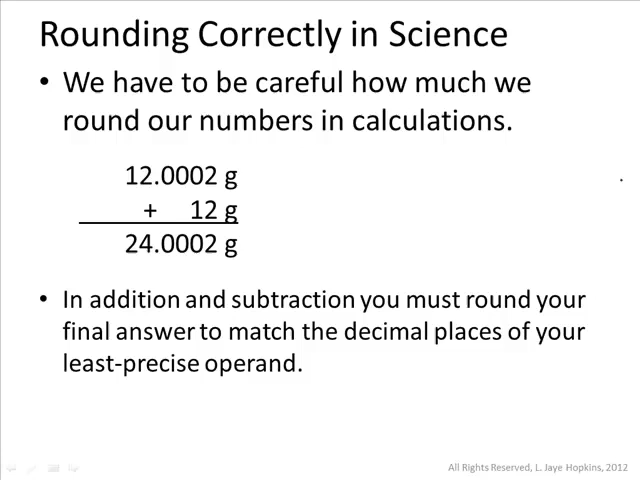 Rounding Correctly in Science
• We have to be careful how much we
round our numbers in calculations.
12.0002 g
+ 12 g
24.0002 g
• In addition and subtraction you must round your
final answer to match the decimal places of your
least-precise operand.
All Rights Reserved, L. Jaye Hopkins, 2012